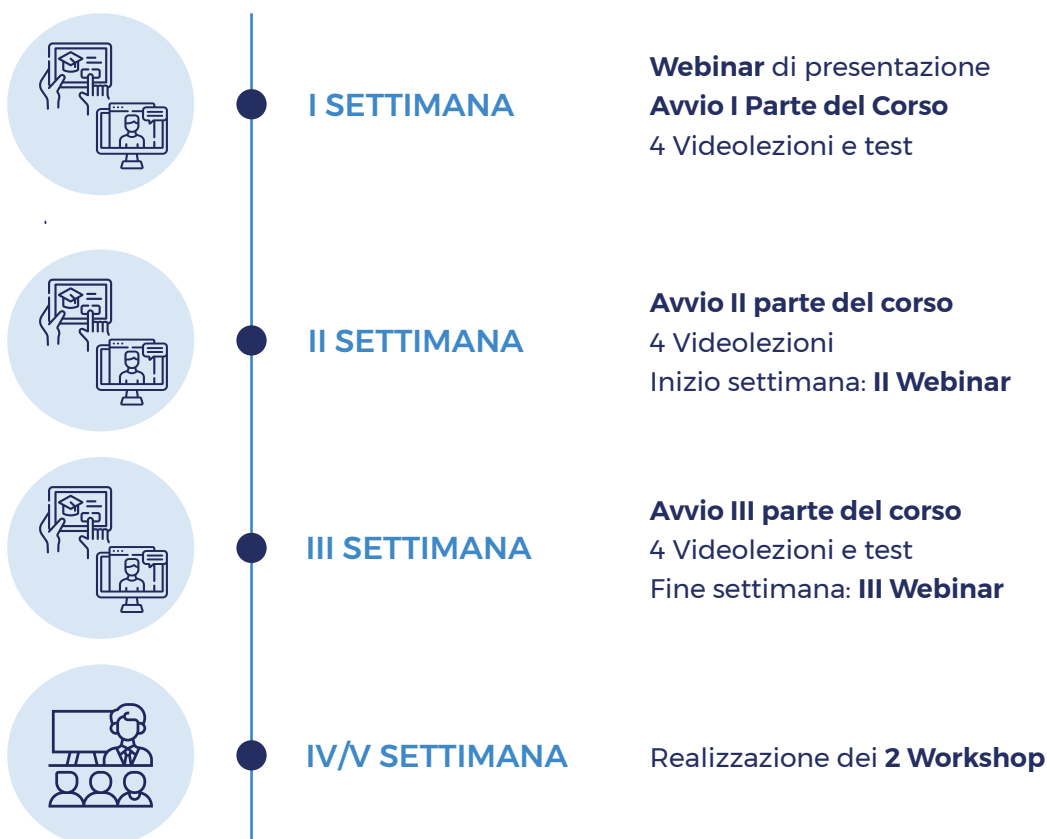 I SETTIMANA
Webinar di presentazione
Avvio I Parte del Corso
4 Videolezioni e test
II SETTIMANA
Avvio II parte del corso
4 Videolezioni
Inizio settimana: II Webinar
III SETTIMANA
Avvio III parte del corso
4 Videolezioni e test
Fine settimana: III Webinar
IV/V SETTIMANA
Realizzazione dei 2 Workshop